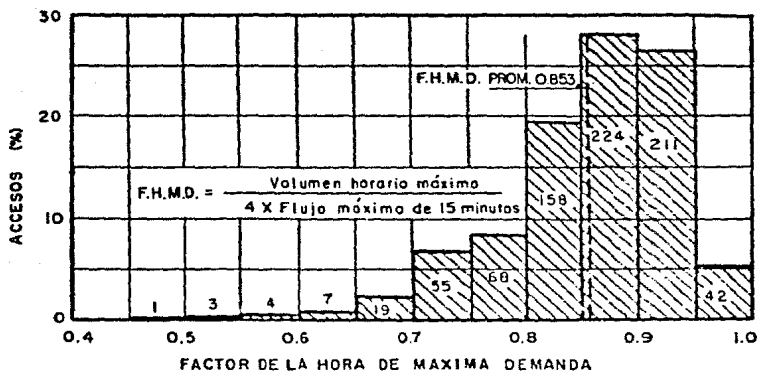 30
20
10
0
ACCESOS (%)
F.H.M.D. PROM. 0.853
F.H.M.D. = Volumen horario máximo
4 X Flujo máximo de 15 minutos
1
3
4
7
19
55
68
158
224
211
42
0.4 0.5 0.6 0.7 0.8 0.9 1.0
FACTOR DE LA HORA DE MAXIMA DEMANDA